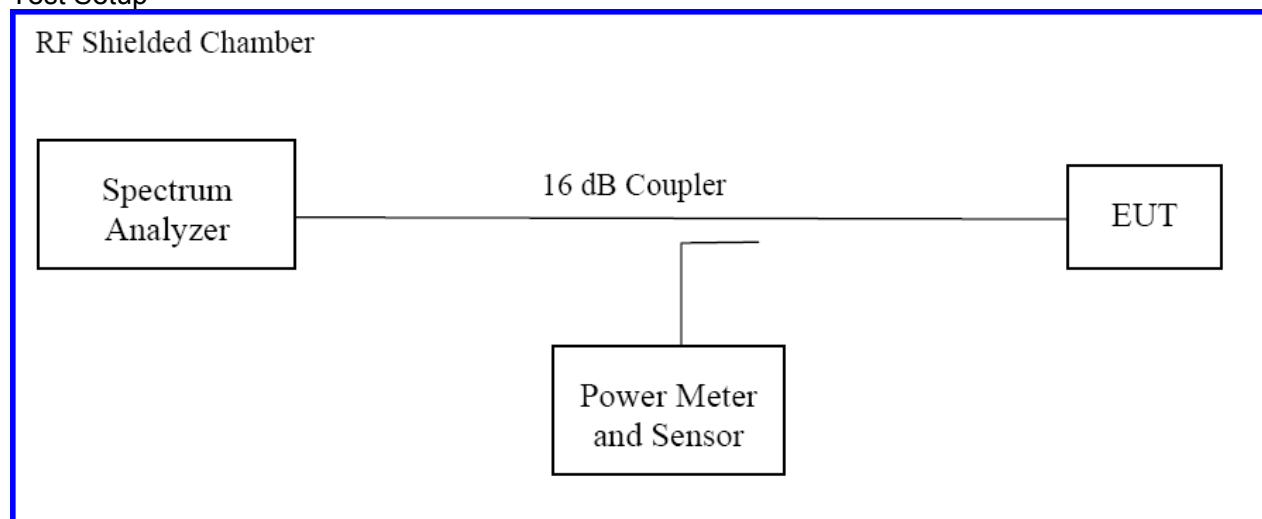 Test Setup
RF Shielded Chamber
16 dB Coupler
Spectrum
Analyzer
EUT
Power Meter
and Sensor